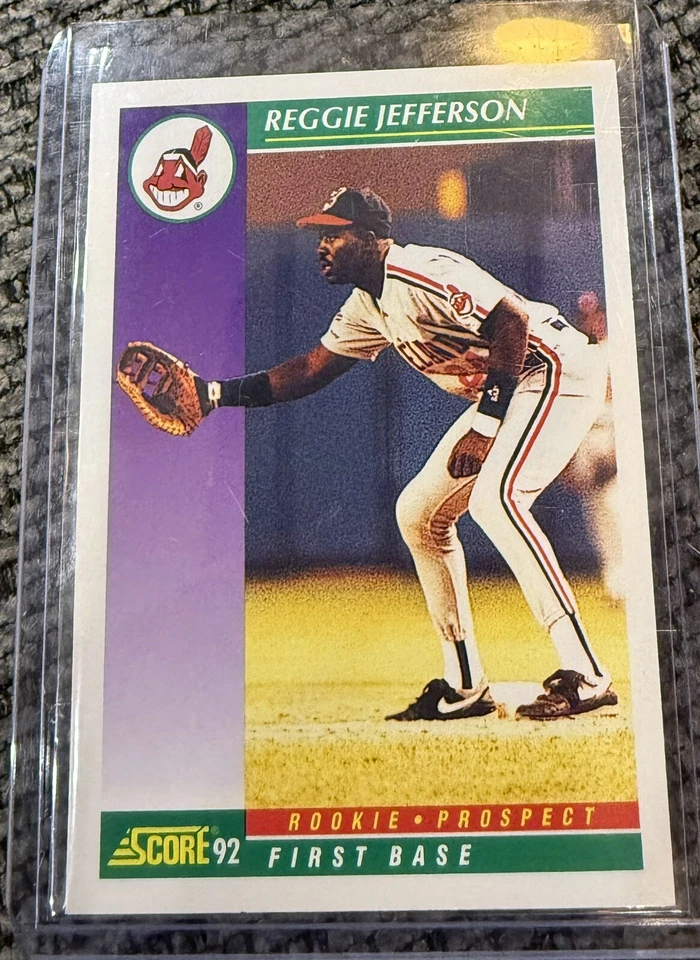 REGGIE JEFFERSON
®
ROOKIE • PROSPECT
SCORE® 92
FIRST BASE